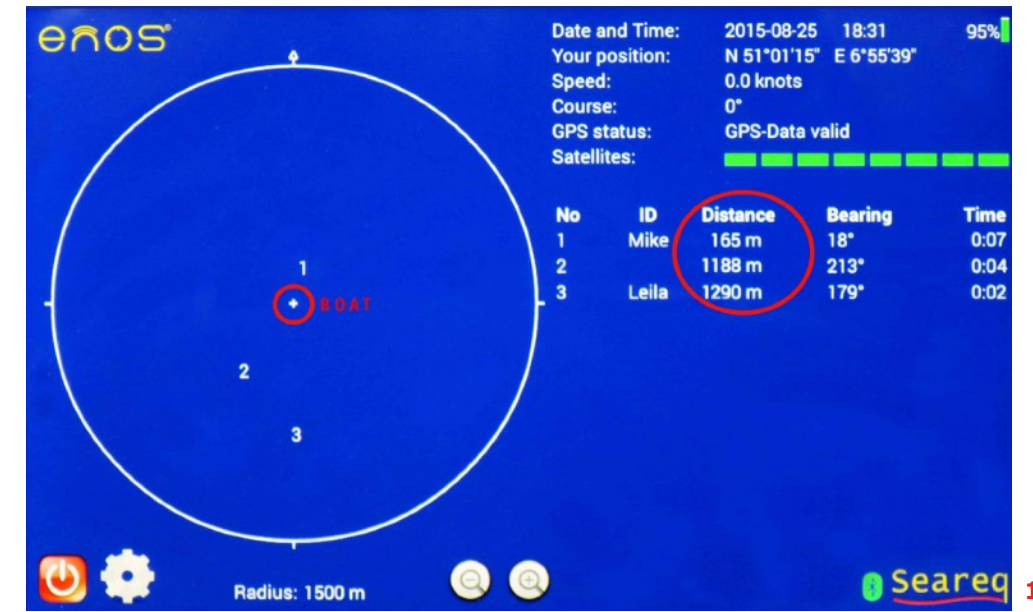 enos®
Date and Time: 2015-08-25 18:31 95%
Your position: N 51°01'15" E 6°55'39"
Speed: 0.0 knots
Course: 0°
GPS status: GPS-Data valid
Satellites:
No ID Distance Bearing Time
1 Mike 165 m 18° 0:07
2 1188 m 213° 0:04
3 Leila 1290 m 179° 0:02
1
BOAT
2
3
Radius: 1500 m
Seareq
1